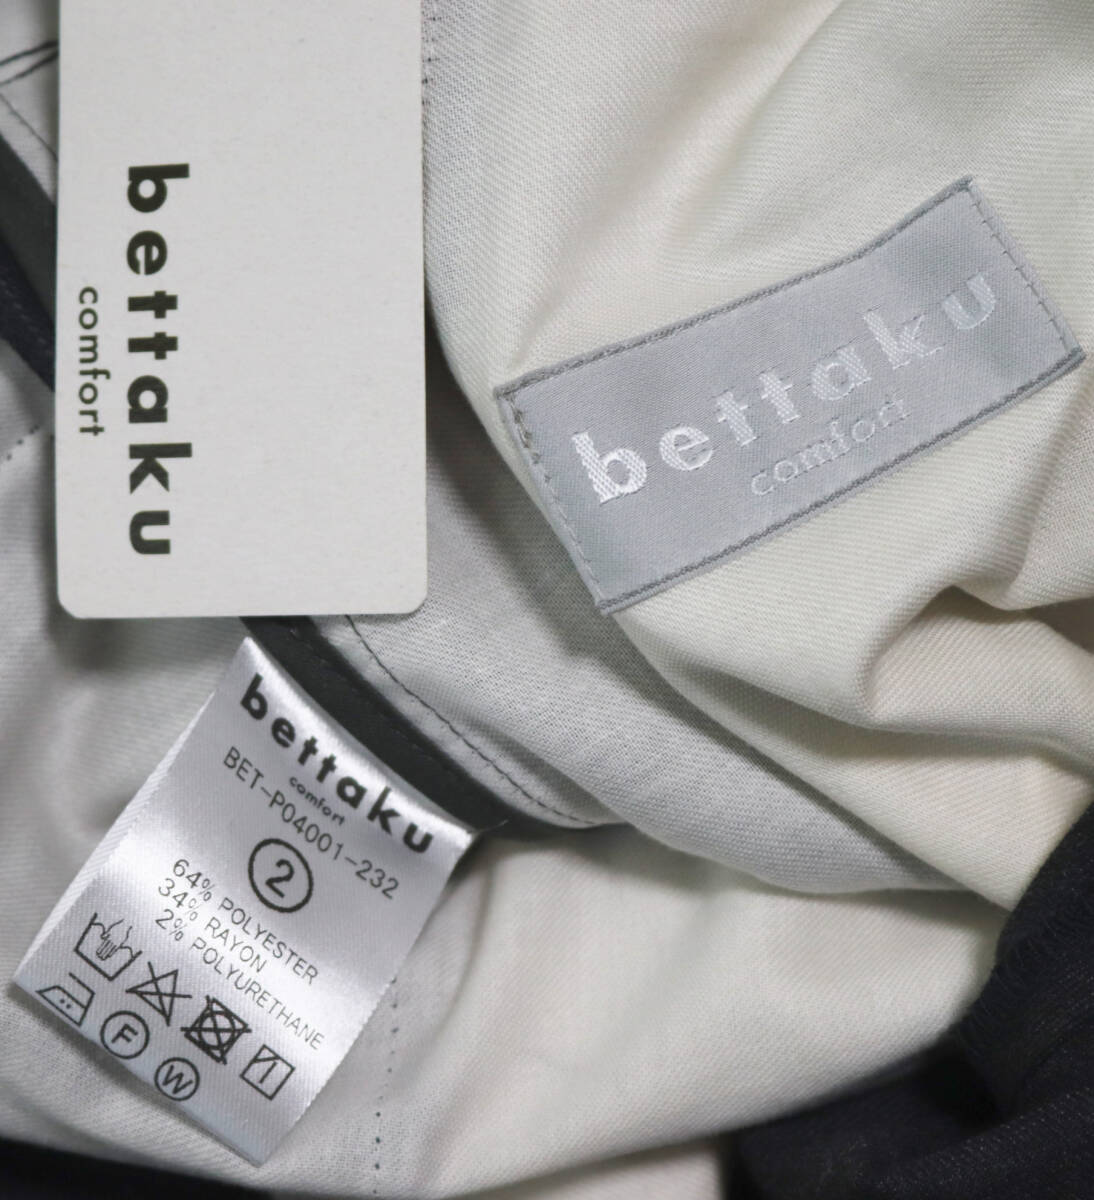 bettaku
comfort
bettaku
comfort
bettaku
comfort
BET-P04001-232
2
64% POLYESTER
34% RAYON
2% POLYURETHANE
F
W